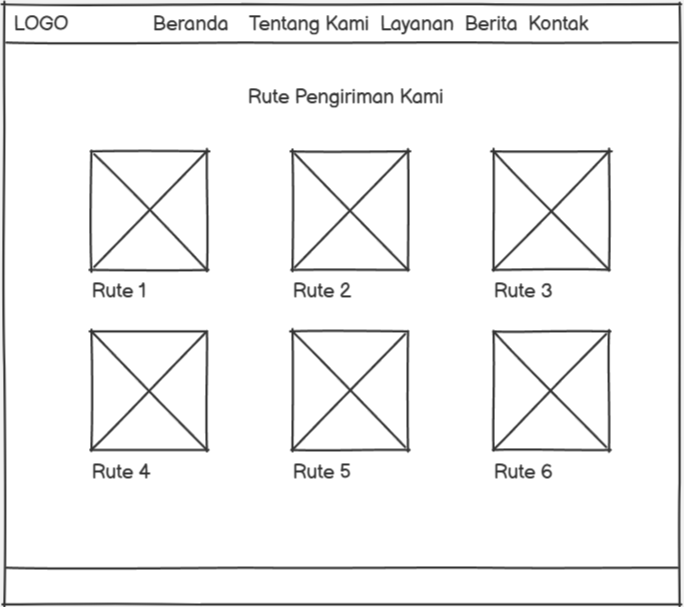 LOGO Beranda Tentang Kami Layanan Berita Kontak
Rute Pengiriman Kami
Rute 1 Rute 2 Rute 3
Rute 4 Rute 5 Rute 6